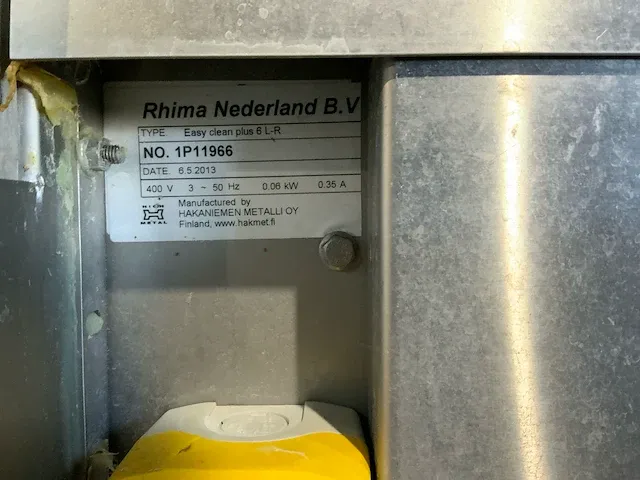 Rhima Nederland B.V
TYPE Easy clean plus 6 L-R
NO. 1P11966
DATE. 6.5.2013
400 V 3 ~ 50 Hz 0.06 kW 0.35 A
Manufactured by
HAKANIEMEN METALLI OY
Finland, www.hakmet.fi
METAL